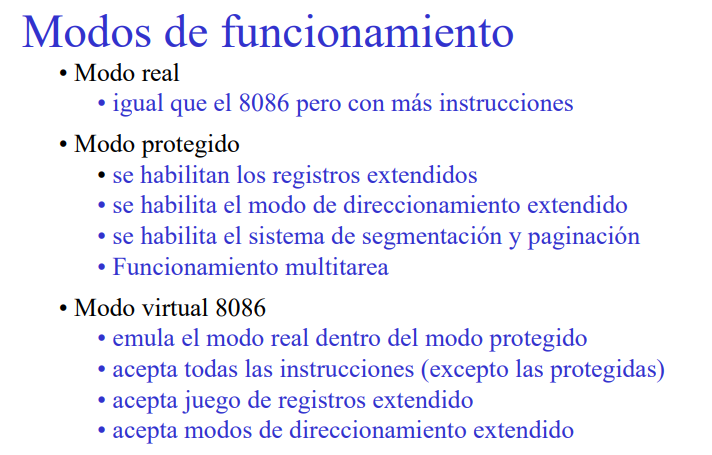 Modos de funcionamiento
• Modo real
• igual que el 8086 pero con más instrucciones
• Modo protegido
• se habilitan los registros extendidos
• se habilita el modo de direccionamiento extendido
• se habilita el sistema de segmentación y paginación
• Funcionamiento multitarea
• Modo virtual 8086
• emula el modo real dentro del modo protegido
• acepta todas las instrucciones (excepto las protegidas)
• acepta juego de registros extendido
• acepta modos de direccionamiento extendido